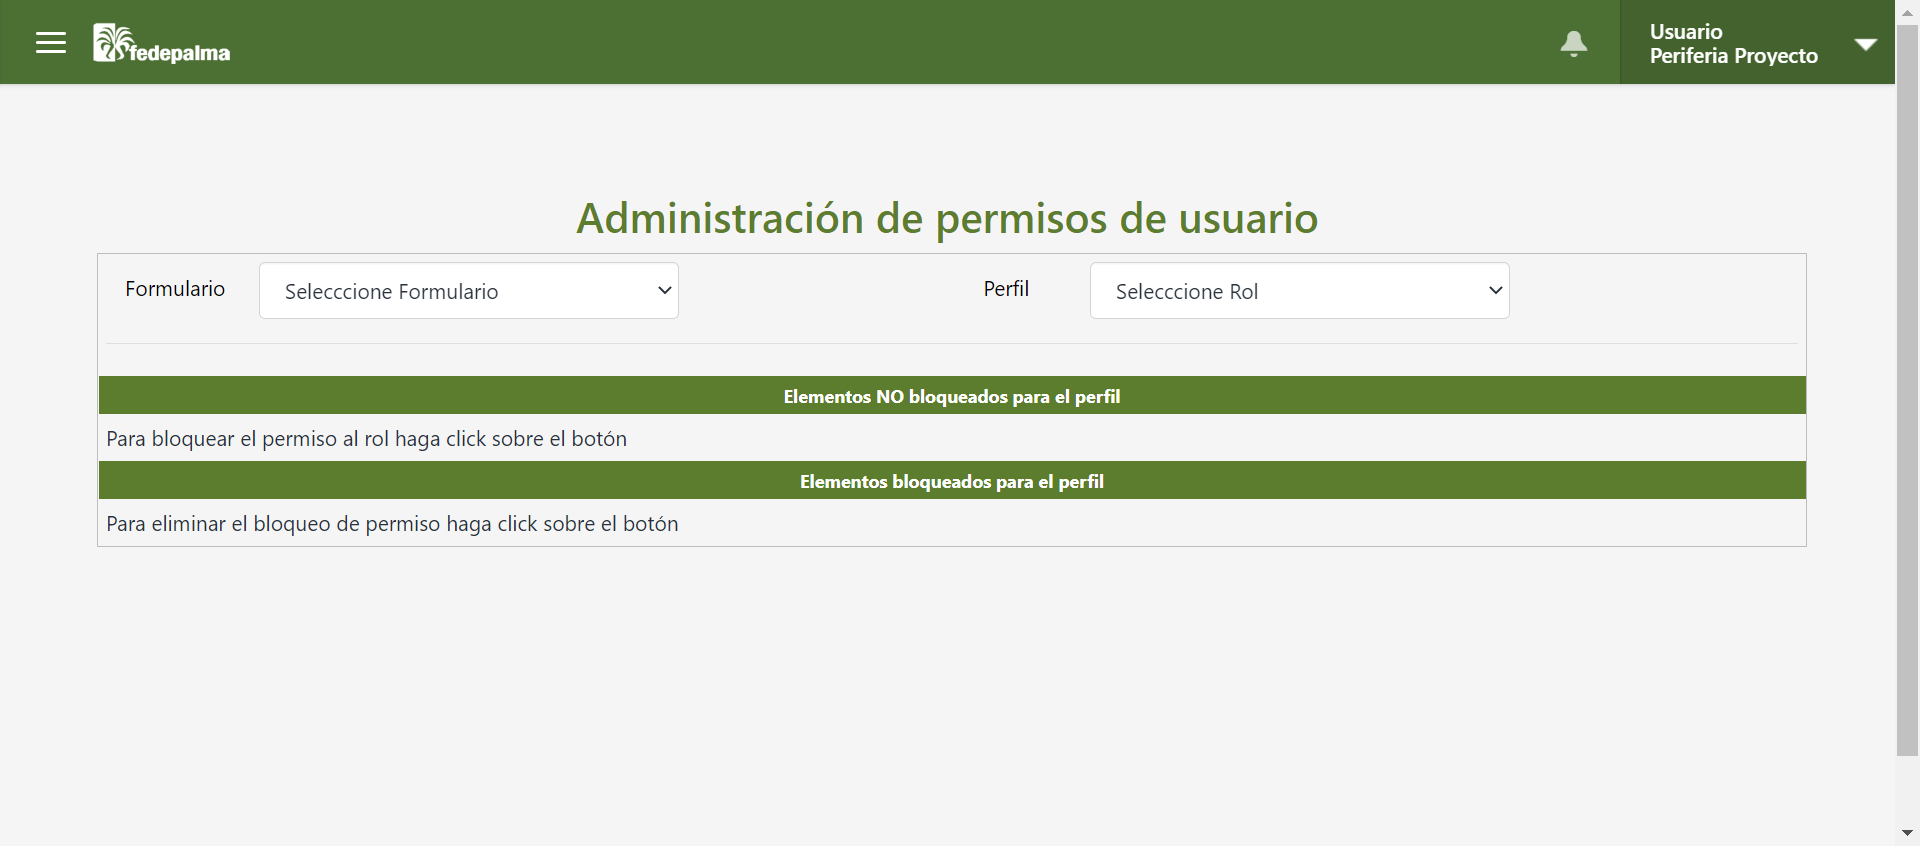 fedepalma
Usuario
Periferia Proyecto
Administración de permisos de usuario
Formulario
Selecccione Formulario
Perfil
Selecccione Rol
Elementos NO bloqueados para el perfil
Para bloquear el permiso al rol haga click sobre el botón
Elementos bloqueados para el perfil
Para eliminar el bloqueo de permiso haga click sobre el botón